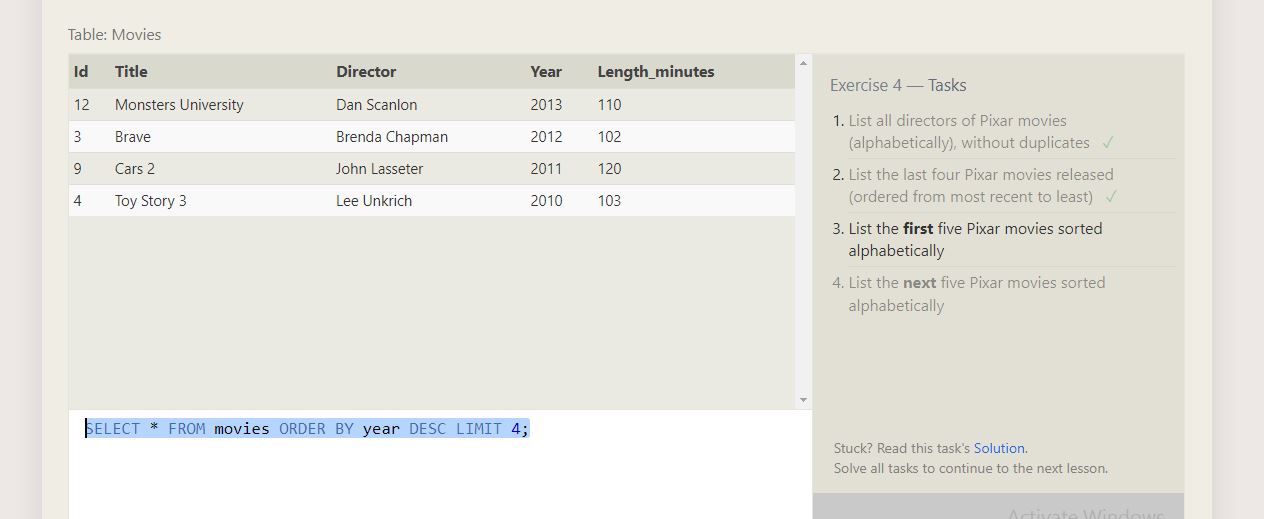 Table: Movies
Id Title Director Year Length_minutes
12 Monsters University Dan Scanlon 2013 110
3 Brave Brenda Chapman 2012 102
9 Cars 2 John Lasseter 2011 120
4 Toy Story 3 Lee Unkrich 2010 103
SELECT * FROM movies ORDER BY year DESC LIMIT 4;
Exercise 4 — Tasks
1. List all directors of Pixar movies
(alphabetically), without duplicates ✓
2. List the last four Pixar movies released
(ordered from most recent to least) ✓
3. List the first five Pixar movies sorted
alphabetically
4. List the next five Pixar movies sorted
alphabetically
Stuck? Read this task's Solution.
Solve all tasks to continue to the next lesson.
Activate Windows